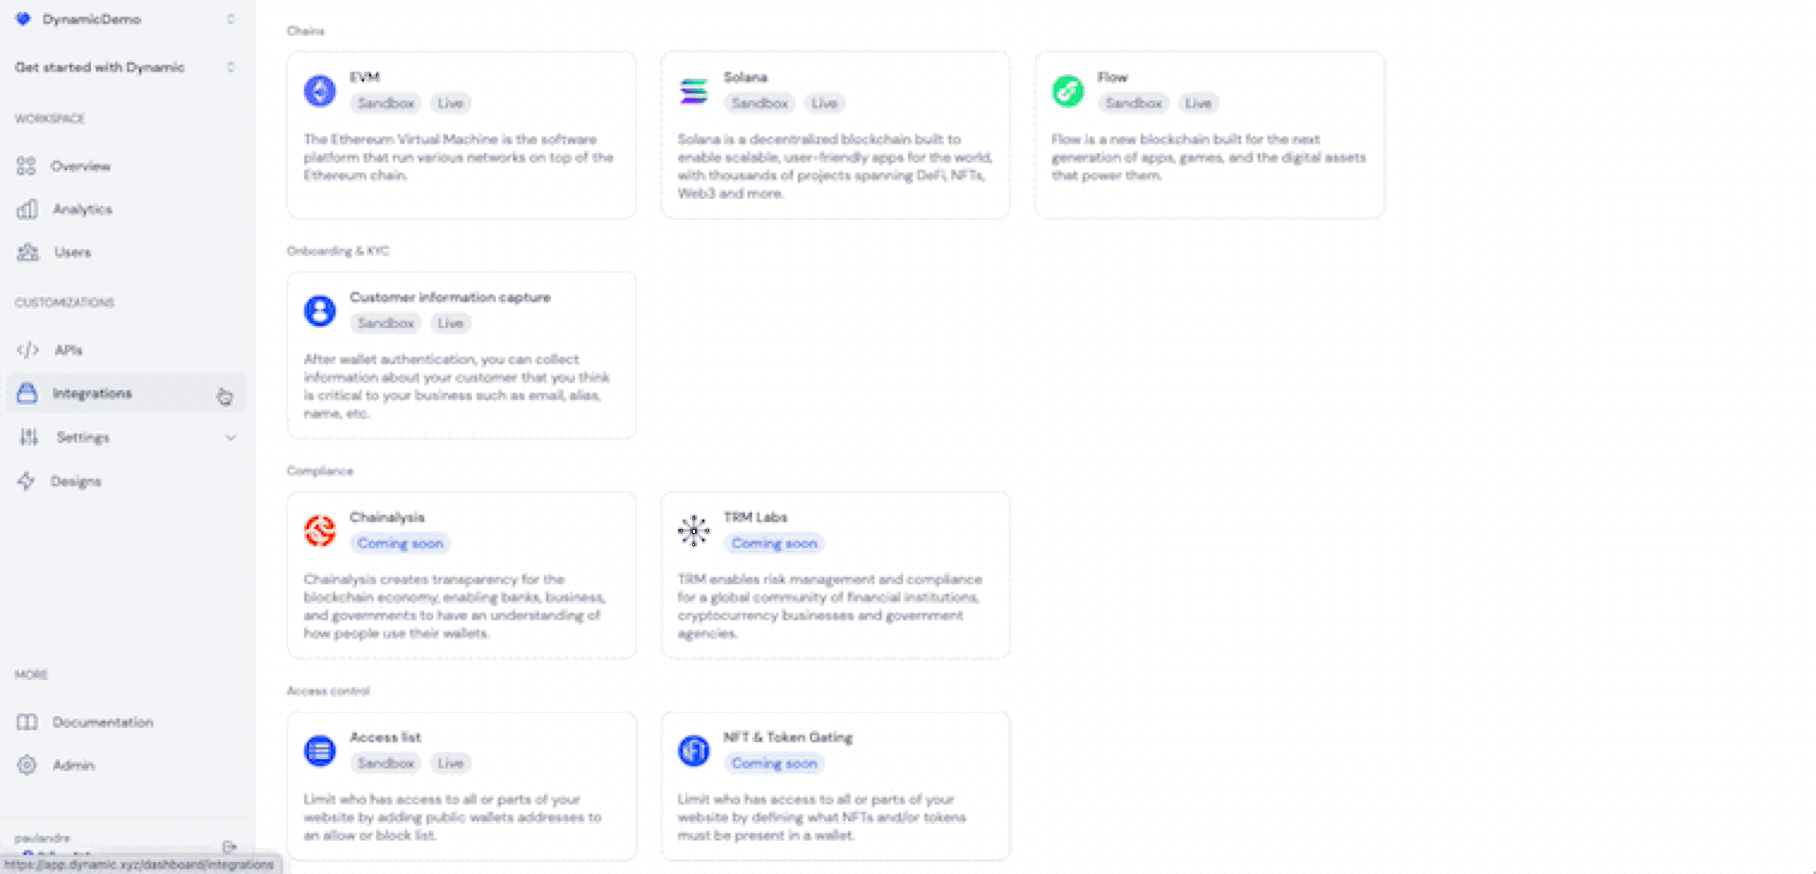 DynamicDemo
Get started with Dynamic
WORKSPACE
Overview
Analytics
Users
CUSTOMIZATIONS
APIs
Integrations
Settings
Designs
MORE
Documentation
Admin
paulandre
https://app.dynamic.xyz/dashboard/integrations
Chains
EVM
Sandbox Live
The Ethereum Virtual Machine is the software
platform that run various networks on top of the
Ethereum chain.
Solana
Sandbox Live
Solana is a decentralized blockchain built to
enable scalable, user-friendly apps for the world,
with thousands of projects spanning DeFi, NFTs,
Web3 and more.
Flow
Sandbox Live
Flow is a new blockchain built for the next
generation of apps, games, and the digital assets
that power them.
Onboarding & KYC
Customer information capture
Sandbox Live
After wallet authentication, you can collect
information about your customer that you think
is critical to your business such as email, alias,
name, etc.
Compliance
Chainalysis
Coming soon
Chainalysis creates transparency for the
blockchain economy, enabling banks, business,
and governments to have an understanding of
how people use their wallets.
TRM Labs
Coming soon
TRM enables risk management and compliance
for a global community of financial institutions,
cryptocurrency businesses and government
agencies.
Access control
Access list
Sandbox Live
Limit who has access to all or parts of your
website by adding public wallets addresses to
an allow or block list.
NFT & Token Gating
Coming soon
Limit who has access to all or parts of your
website by defining what NFTs and/or tokens
must be present in a wallet.